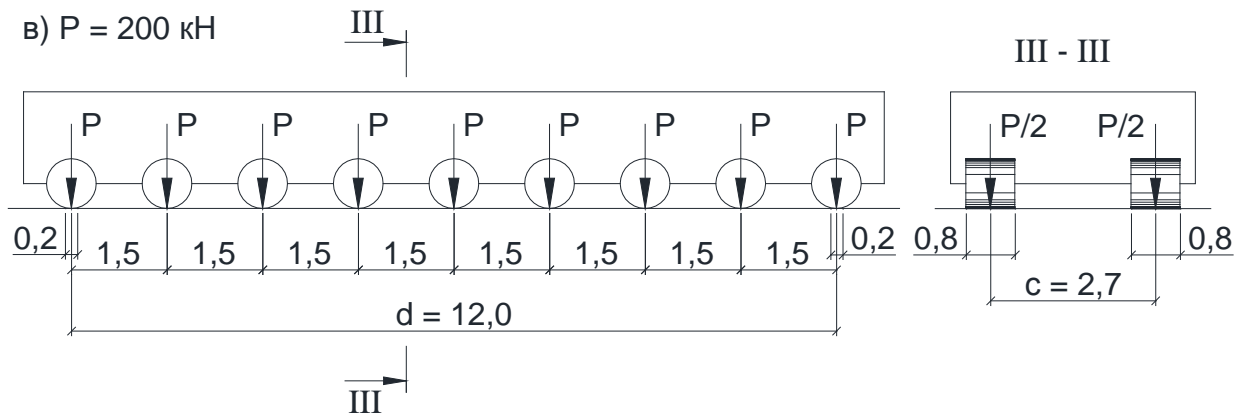 в) P = 200 кН
III
III - III
P P P P P P P P P
P/2 P/2
0,2 1,5 1,5 1,5 1,5 1,5 1,5 1,5 1,5 0,2
0,8 0,8
c = 2,7
d = 12,0
III